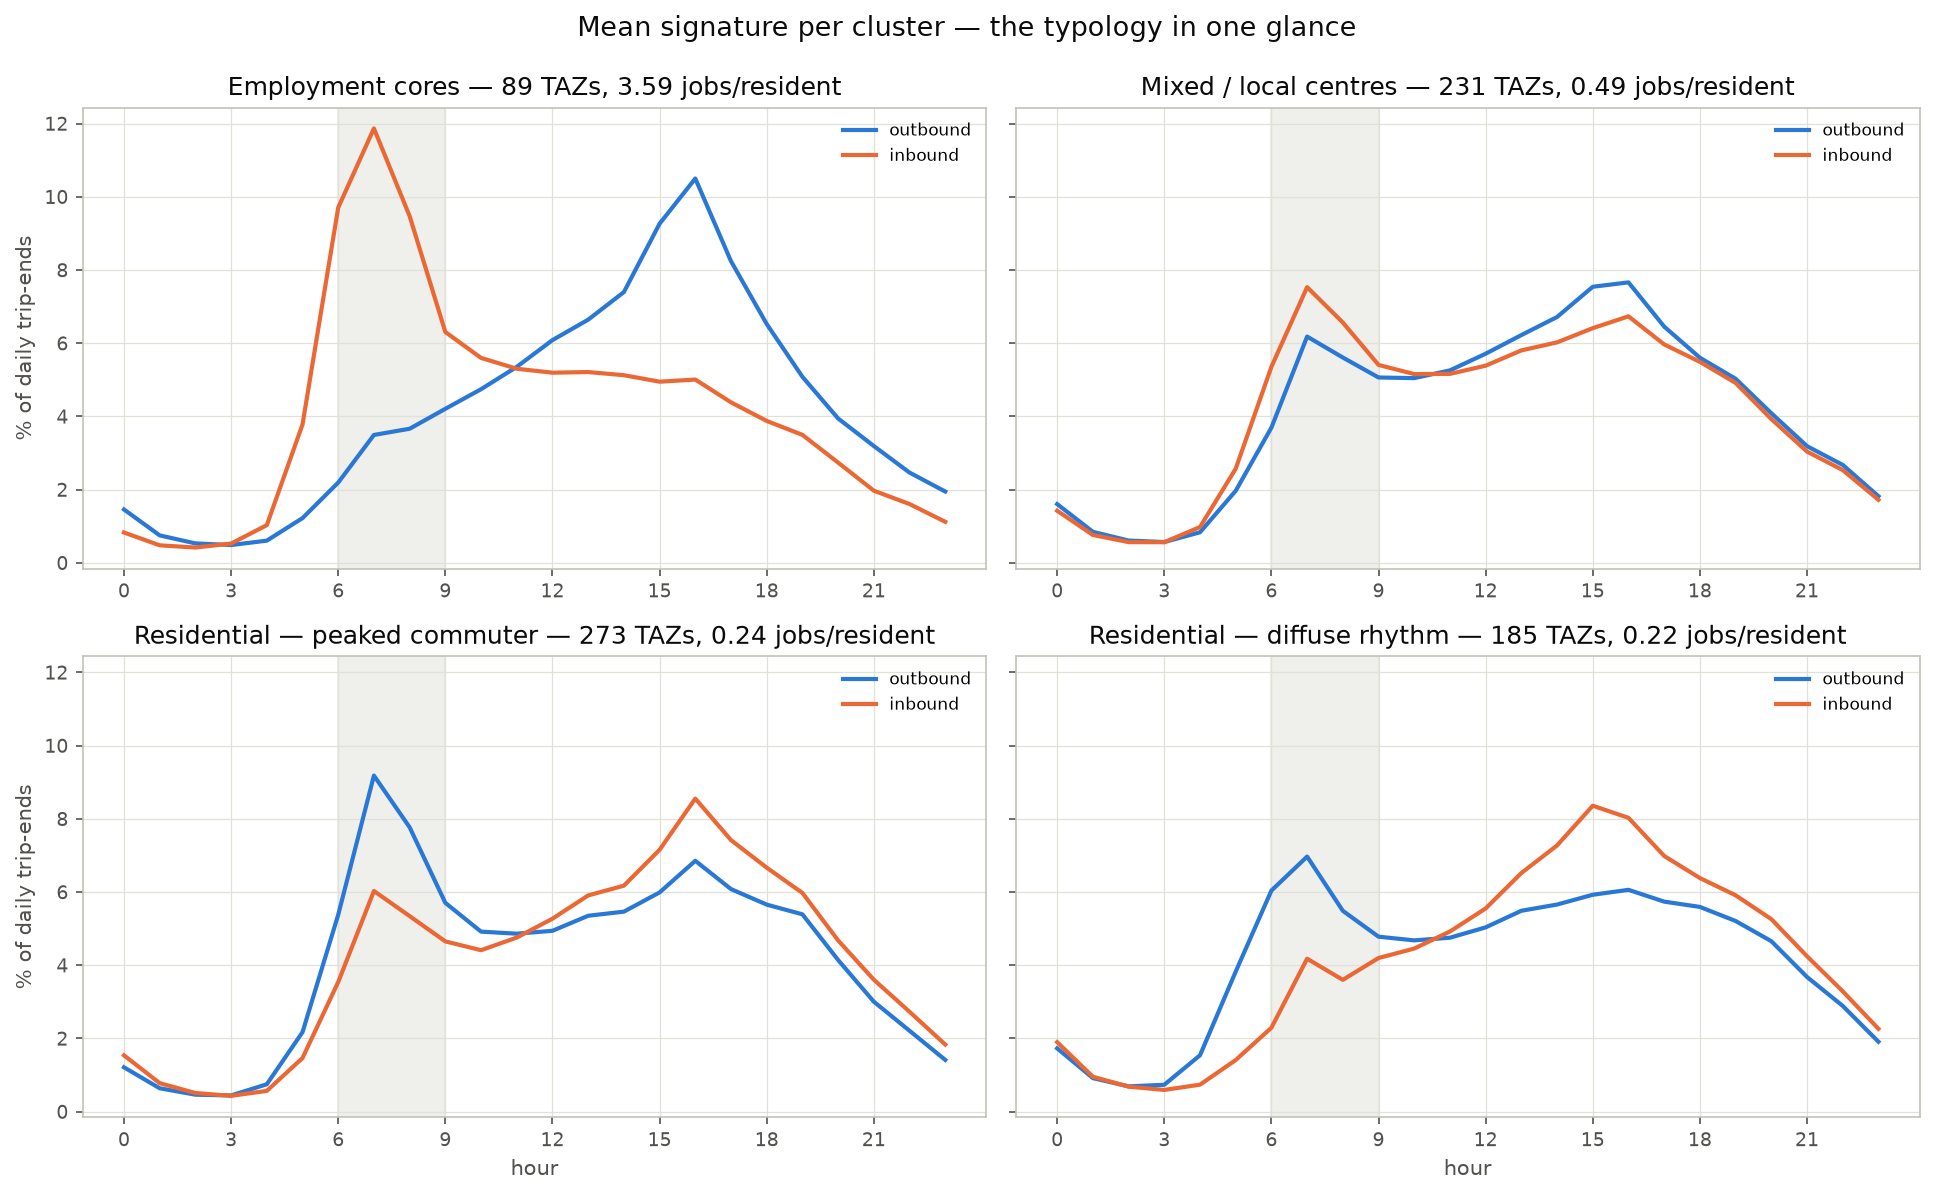 Mean signature per cluster — the typology in one glance
Employment cores — 89 TAZs, 3.59 jobs/resident
% of daily trip-ends
12
10
8
6
4
2
0
outbound
inbound
0 3 6 9 12 15 18 21
Mixed / local centres — 231 TAZs, 0.49 jobs/resident
outbound
inbound
0 3 6 9 12 15 18 21
Residential — peaked commuter — 273 TAZs, 0.24 jobs/resident
% of daily trip-ends
12
10
8
6
4
2
0
outbound
inbound
0 3 6 9 12 15 18 21
hour
Residential — diffuse rhythm — 185 TAZs, 0.22 jobs/resident
outbound
inbound
0 3 6 9 12 15 18 21
hour